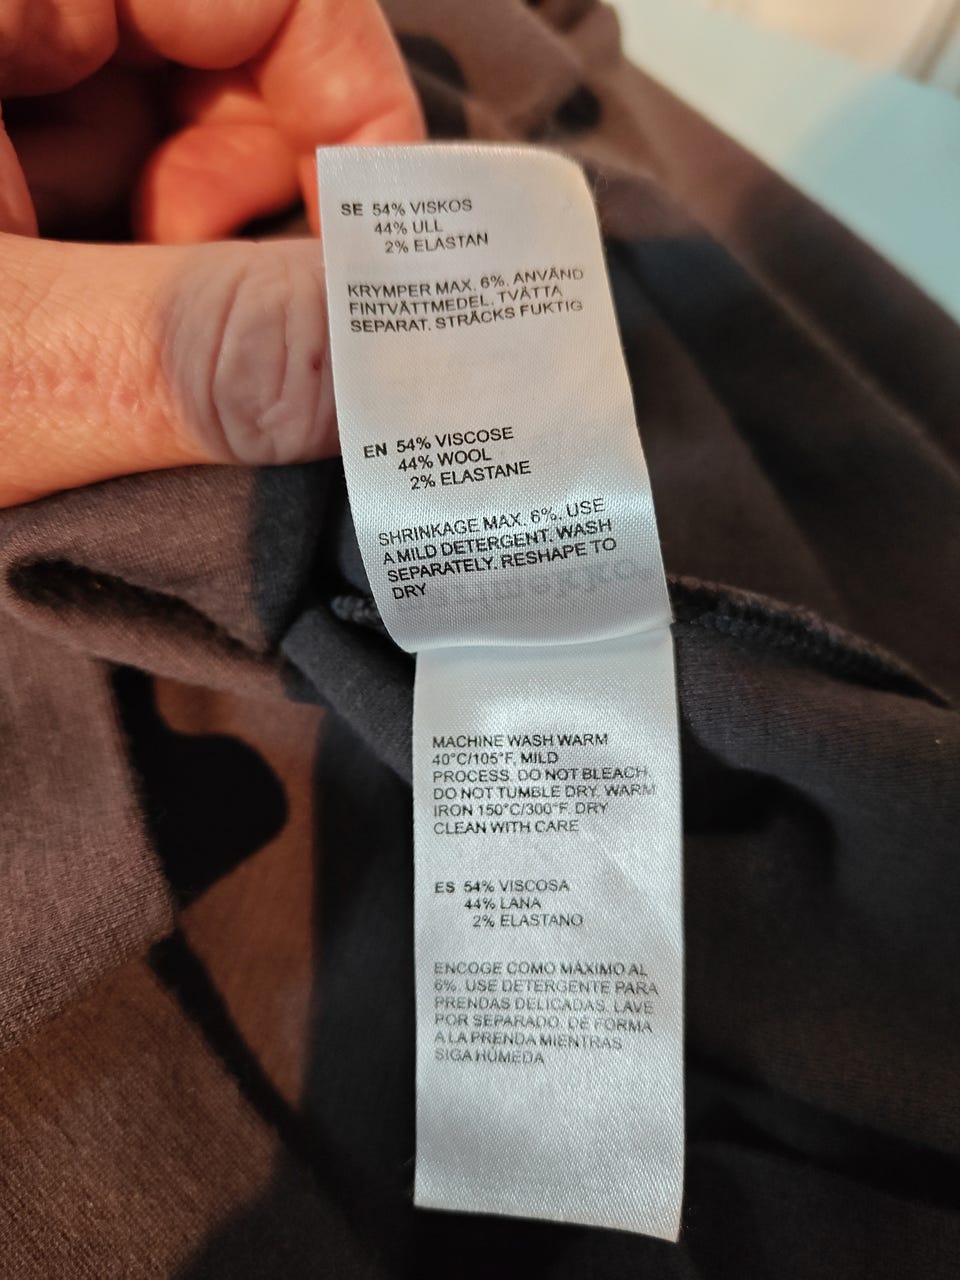 SE 54% VISKOS
44% ULL
2% ELASTAN
KRYMPER MAX. 6%. ANVÄND
FINTVÄTTMEDEL. TVÄTTA
SEPARAT. STRÄCKS FUKTIG
EN 54% VISCOSE
44% WOOL
2% ELASTANE
SHRINKAGE MAX. 6%. USE
A MILD DETERGENT. WASH
SEPARATELY. RESHAPE TO
DRY
MACHINE WASH WARM
40°C/105°F, MILD
PROCESS. DO NOT BLEACH.
DO NOT TUMBLE DRY. WARM
IRON 150°C/300°F. DRY
CLEAN WITH CARE
ES 54% VISCOSA
44% LANA
2% ELASTANO
ENCOGE COMO MÁXIMO AL
6%. USE DETERGENTE PARA
PRENDAS DELICADAS. LAVE
POR SEPARADO. DÉ FORMA
A LA PRENDA MIENTRAS
SIGA HÚMEDA